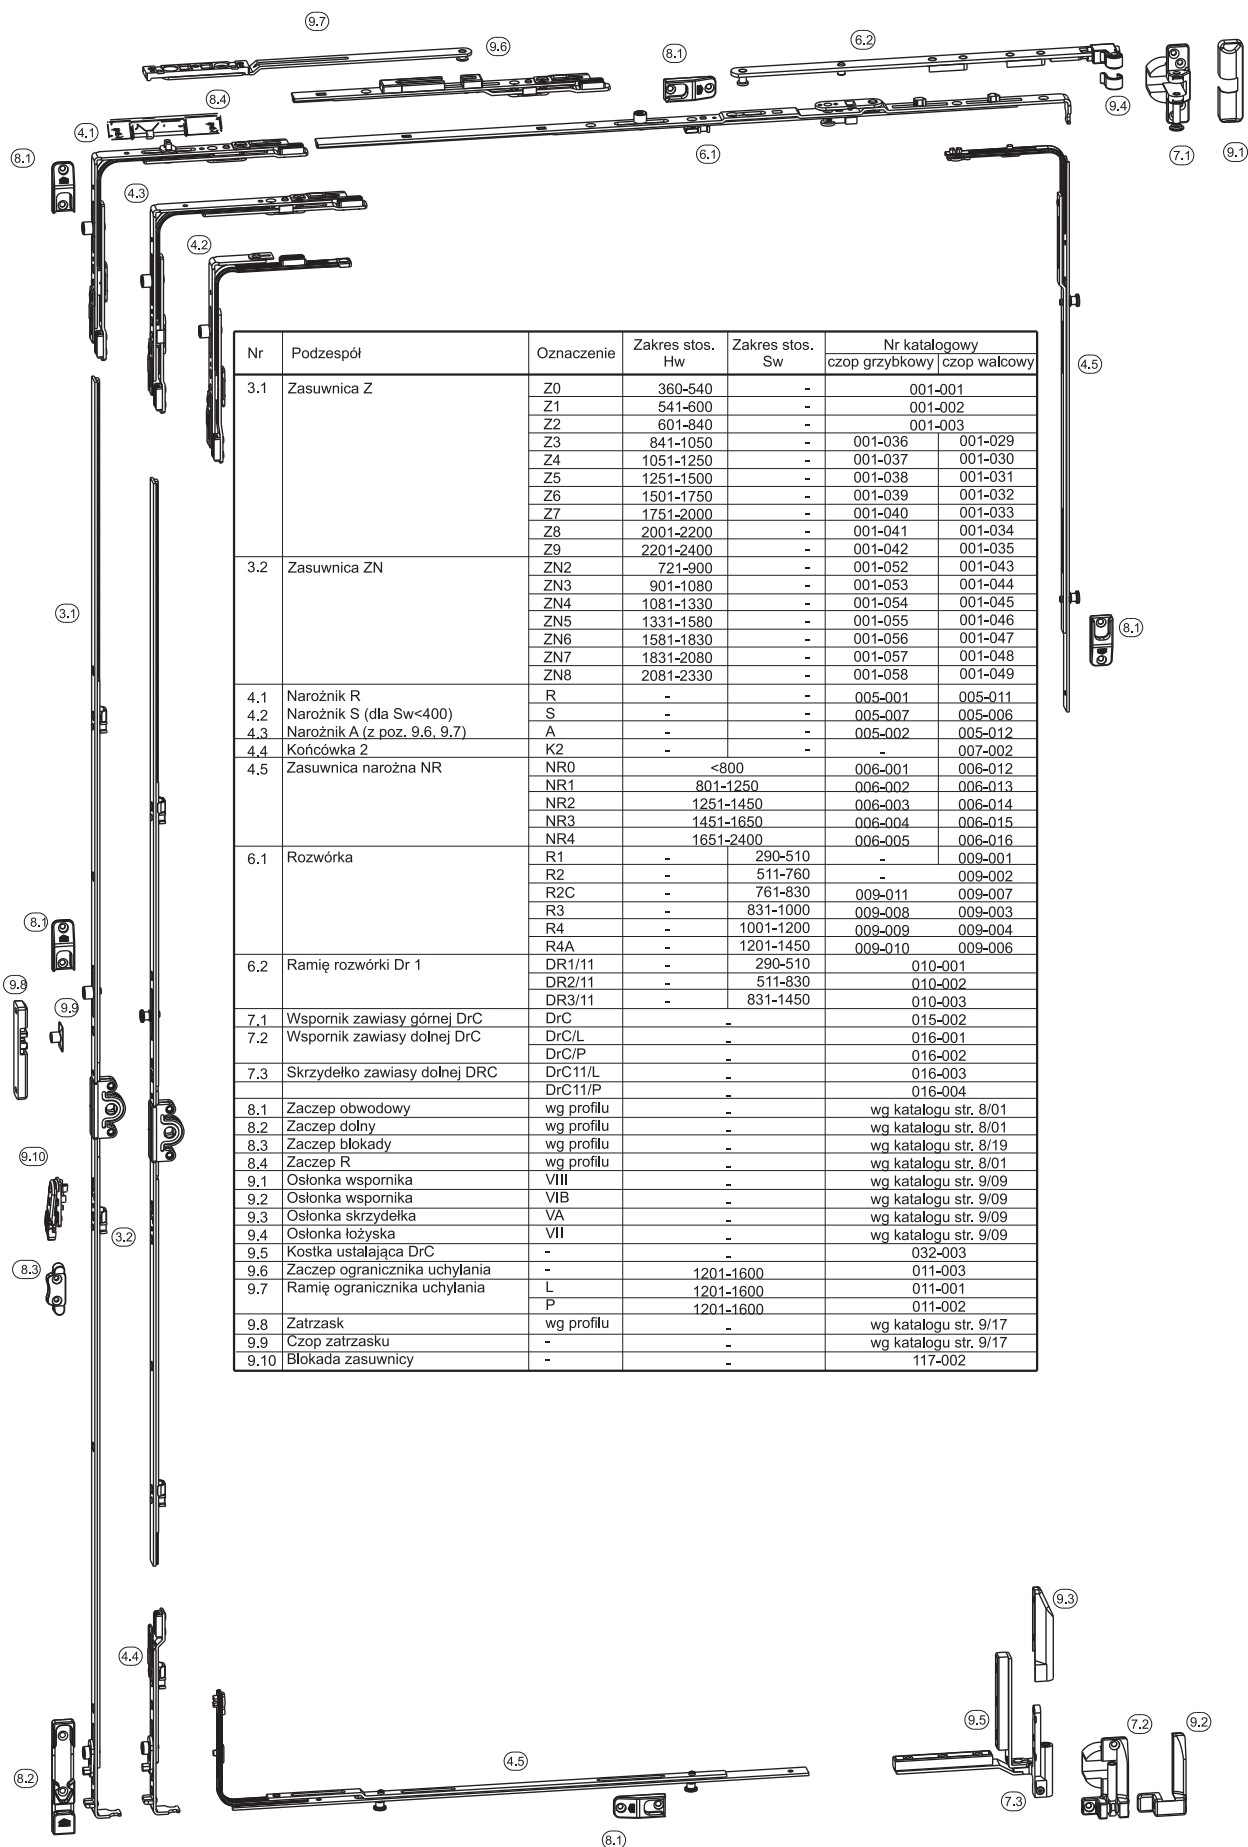 9.7
9.6
8.1
6.2
9.4
7.1
9.1
8.4
4.1
8.1
6.1
4.3
4.2
4.5
3.1
8.1
8.1
9.8
9.9
9.10
3.2
8.3
Nr Podzespół Oznaczenie Zakres stos. Hw Zakres stos. Sw Nr katalogowy
czop grzybkowy czop walcowy
3.1 Zasuwnica Z Z0 360-540 - 001-001
Z1 541-600 - 001-002
Z2 601-840 - 001-003
Z3 841-1050 - 001-036 001-029
Z4 1051-1250 - 001-037 001-030
Z5 1251-1500 - 001-038 001-031
Z6 1501-1750 - 001-039 001-032
Z7 1751-2000 - 001-040 001-033
Z8 2001-2200 - 001-041 001-034
Z9 2201-2400 - 001-042 001-035
3.2 Zasuwnica ZN ZN2 721-900 - 001-052 001-043
ZN3 901-1080 - 001-053 001-044
ZN4 1081-1330 - 001-054 001-045
ZN5 1331-1580 - 001-055 001-046
ZN6 1581-1830 - 001-056 001-047
ZN7 1831-2080 - 001-057 001-048
ZN8 2081-2330 - 001-058 001-049
4.1 Narożnik R R - - 005-001 005-011
4.2 Narożnik S (dla Sw<400) S - - 005-007 005-006
4.3 Narożnik A (z poz. 9.6, 9.7) A - - 005-002 005-012
4.4 Końcówka 2 K2 - - - 007-002
4.5 Zasuwnica narożna NR NR0 <800 006-001 006-012
NR1 801-1250 006-002 006-013
NR2 1251-1450 006-003 006-014
NR3 1451-1650 006-004 006-015
NR4 1651-2400 006-005 006-016
6.1 Rozwórka R1 - 290-510 - 009-001
R2 - 511-760 - 009-002
R2C - 761-830 009-011 009-007
R3 - 831-1000 009-008 009-003
R4 - 1001-1200 009-009 009-004
R4A - 1201-1450 009-010 009-006
6.2 Ramię rozwórki Dr 1 DR1/11 - 290-510 010-001
DR2/11 - 511-830 010-002
DR3/11 - 831-1450 010-003
7.1 Wspornik zawiasy górnej DrC DrC - 015-002
7.2 Wspornik zawiasy dolnej DrC DrC/L - 016-001
DrC/P - 016-002
7.3 Skrzydełko zawiasy dolnej DRC DrC11/L - 016-003
DrC11/P - 016-004
8.1 Zaczep obwodowy wg profilu - wg katalogu str. 8/01
8.2 Zaczep dolny wg profilu - wg katalogu str. 8/01
8.3 Zaczep blokady wg profilu - wg katalogu str. 8/19
8.4 Zaczep R wg profilu - wg katalogu str. 8/01
9.1 Osłonka wspornika VIII - wg katalogu str. 9/09
9.2 Osłonka wspornika VIB - wg katalogu str. 9/09
9.3 Osłonka skrzydełka VA - wg katalogu str. 9/09
9.4 Osłonka łożyska VII - wg katalogu str. 9/09
9.5 Kostka ustalająca DrC - - 032-003
9.6 Zaczep ogranicznika uchylania - 1201-1600 011-003
9.7 Ramię ogranicznika uchylania L 1201-1600 011-001
P 1201-1600 011-002
9.8 Zatrzask wg profilu - wg katalogu str. 9/17
9.9 Czop zatrzasku - - wg katalogu str. 9/17
9.10 Blokada zasuwnicy - - 117-002
9.3
4.4
9.5
7.2
9.2
4.5
8.2
7.3
8.1